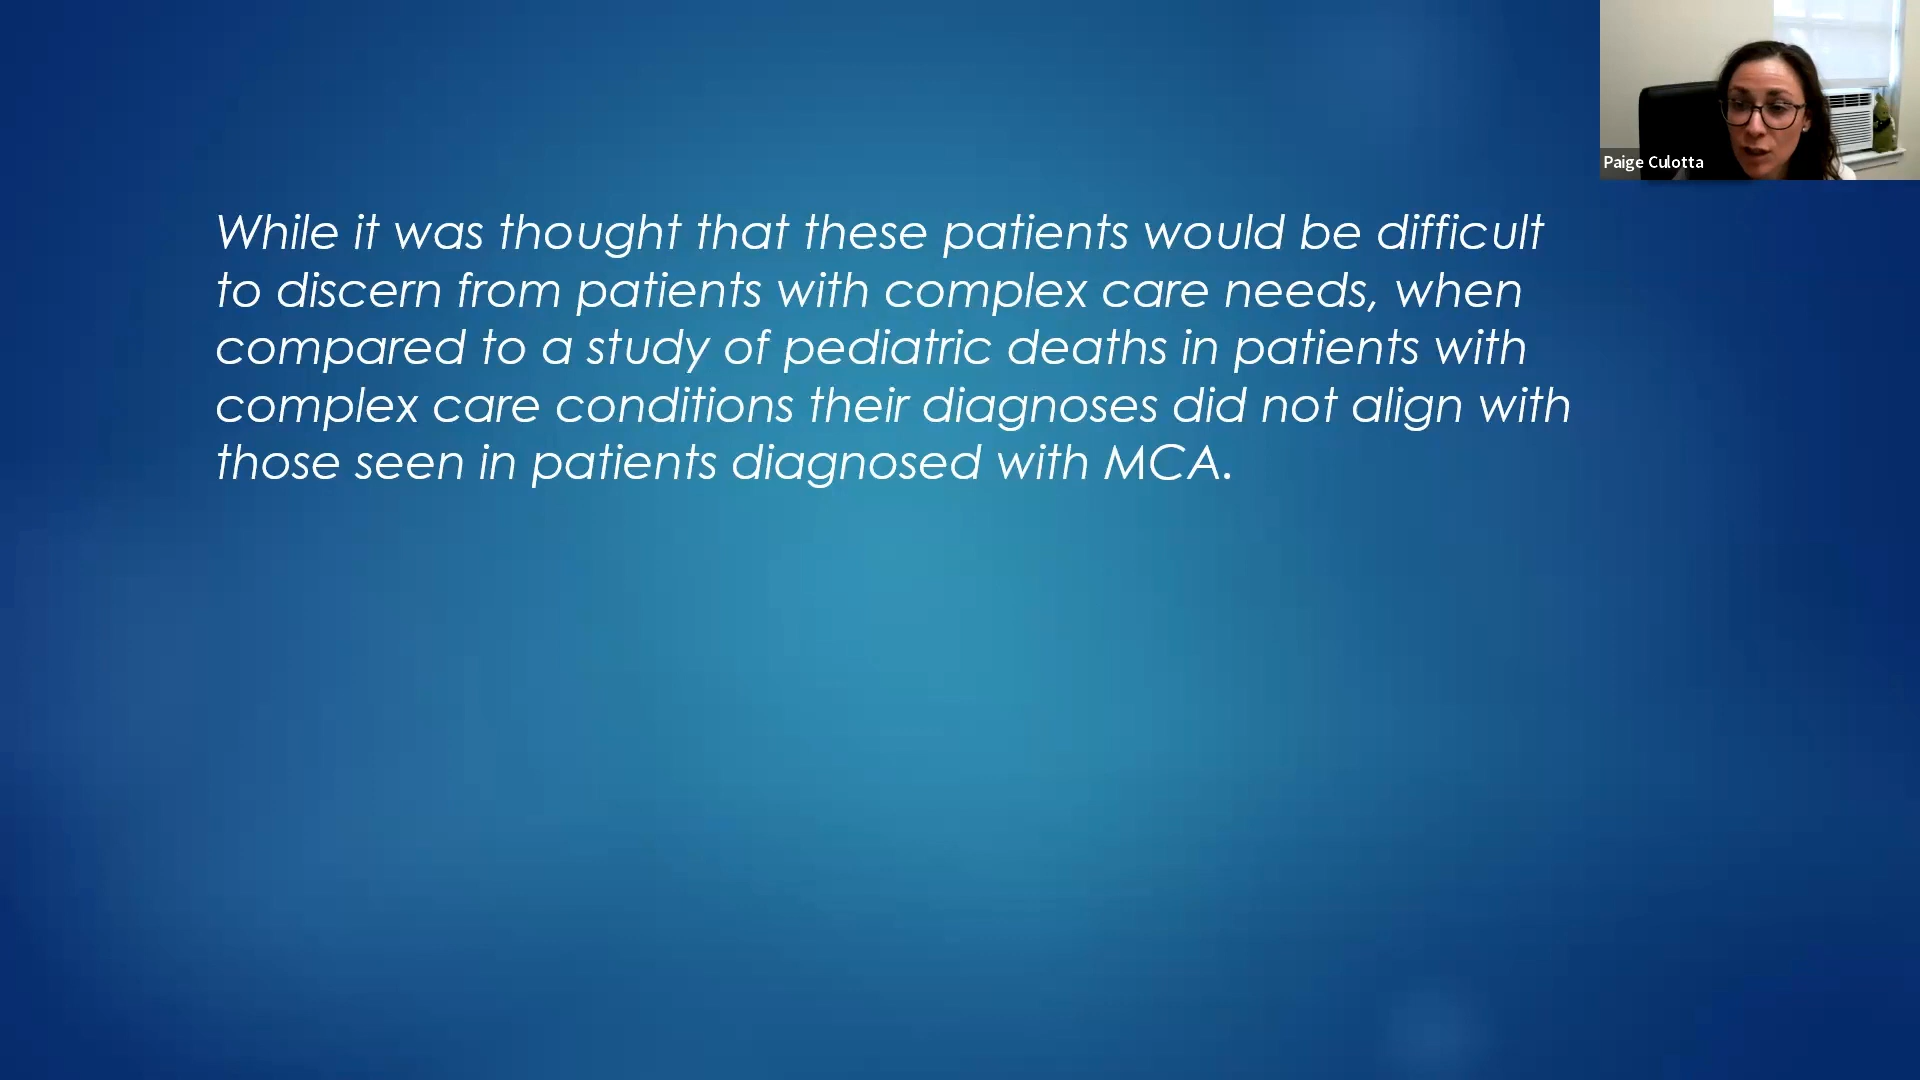 Paige Culotta
While it was thought that these patients would be difficult
to discern from patients with complex care needs, when
compared to a study of pediatric deaths in patients with
complex care conditions their diagnoses did not align with
those seen in patients diagnosed with MCA.